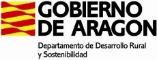 GOBIERNO
DE ARAGON
Departamento de Desarrollo Rural
y Sostenibilidad